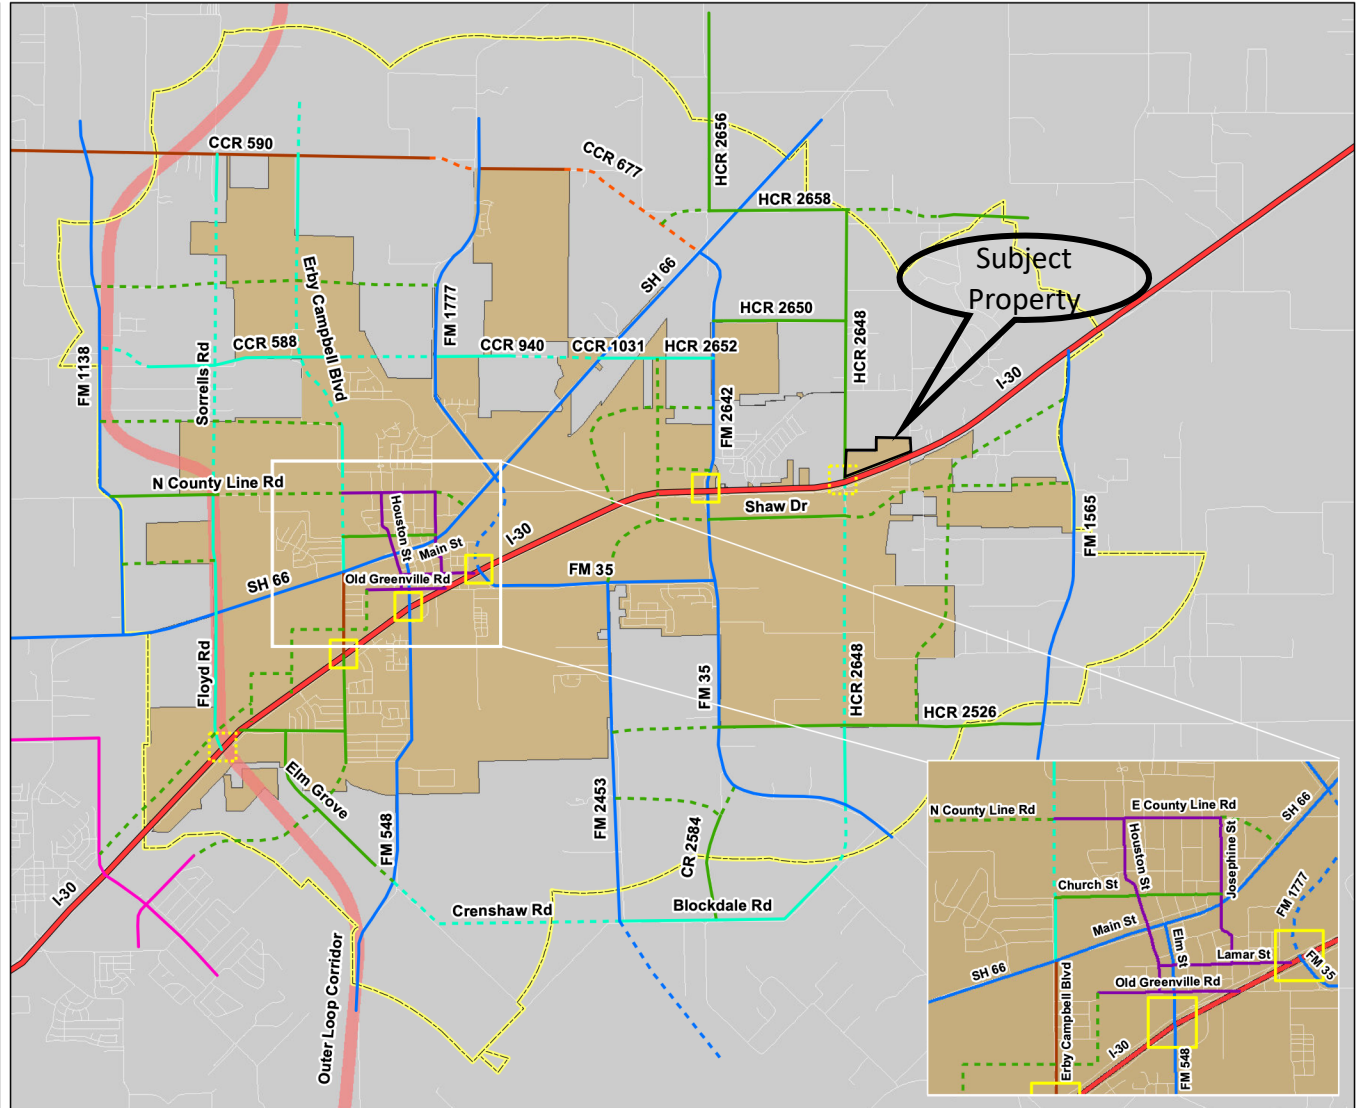 CCR 590
CCR 677
HCR 2656
HCR 2658
Subject
Property
Erby Campbell Blvd
FM 1777
SH 66
HCR 2650
HCR 2648
FM 1138
Sorrells Rd
CCR 588
CCR 940
CCR 1031
HCR 2652
FM 2642
I-30
N County Line Rd
Houston St
Main St
I-30
Shaw Dr
FM 1565
SH 66
Old Greenville Rd
FM 35
Floyd Rd
FM 35
HCR 2648
HCR 2526
Elm Grove
FM 548
FM 2453
CR 2584
I-30
Crenshaw Rd
Blockdale Rd
Outer Loop Corridor
N County Line Rd
E County Line Rd
SH 66
Houston St
Josephine St
Church St
FM 1777
Main St
Elm St
Lamar St
SH 66
FM 35
Old Greenville Rd
Erby Campbell Blvd
I-30
FM 548